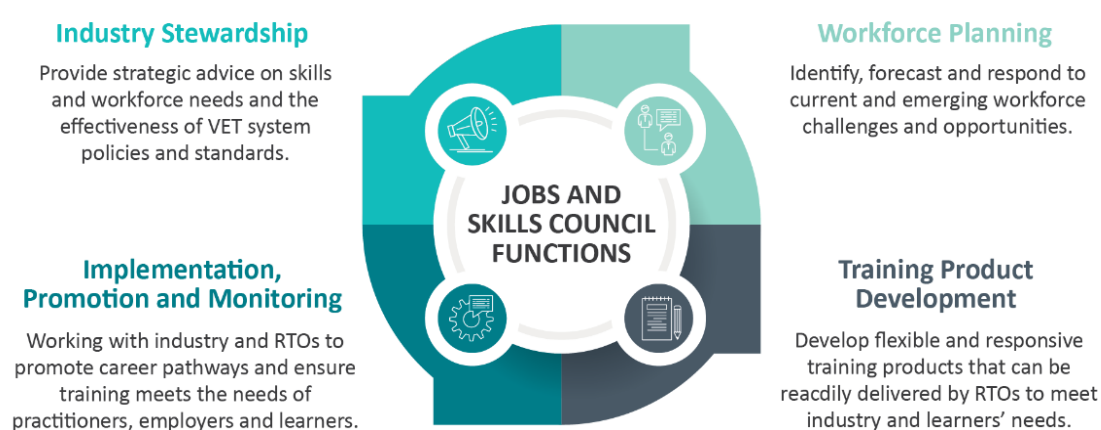 Industry Stewardship
Provide strategic advice on skills
and workforce needs and the
effectiveness of VET system
policies and standards.
Workforce Planning
Identify, forecast and respond to
current and emerging workforce
challenges and opportunities.
JOBS AND
SKILLS COUNCIL
FUNCTIONS
Implementation,
Promotion and Monitoring
Working with industry and RTOs to
promote career pathways and ensure
training meets the needs of
practitioners, employers and learners.
Training Product
Development
Develop flexible and responsive
training products that can be
reacdily delivered by RTOs to meet
industry and learners’ needs.